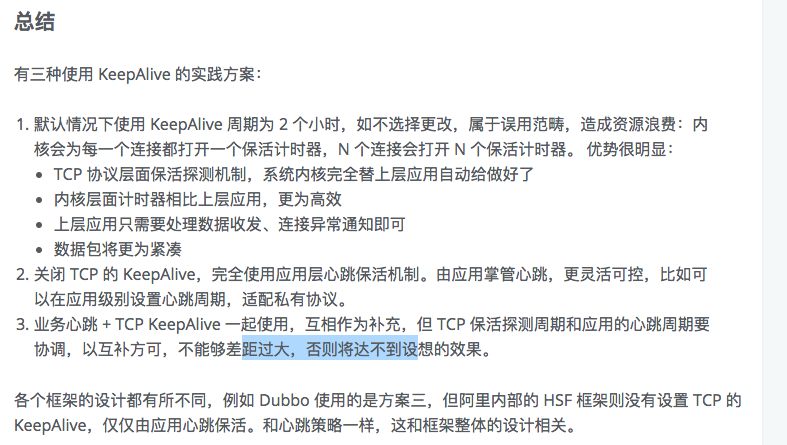 总结
有三种使用 KeepAlive 的实践方案：
1. 默认情况下使用 KeepAlive 周期为 2 个小时，如不选择更改，属于误用范畴，造成资源浪费：内
核会为每一个连接都打开一个保活计时器，N 个连接会打开 N 个保活计时器。 优势很明显：
• TCP 协议层面保活探测机制，系统内核完全替上层应用自动给做好了
• 内核层面计时器相比上层应用，更为高效
• 上层应用只需要处理数据收发、连接异常通知即可
• 数据包将更为紧凑
2. 关闭 TCP 的 KeepAlive，完全使用应用层心跳保活机制。由应用掌管心跳，更灵活可控，比如可
以在应用级别设置心跳周期，适配私有协议。
3. 业务心跳 + TCP KeepAlive 一起使用，互相作为补充，但 TCP 保活探测周期和应用的心跳周期要
协调，以互补方可，不能够差距过大，否则将达不到设想的效果。
各个框架的设计都有所不同，例如 Dubbo 使用的是方案三，但阿里内部的 HSF 框架则没有设置 TCP 的
KeepAlive，仅仅由应用心跳保活。和心跳策略一样，这和框架整体的设计相关。